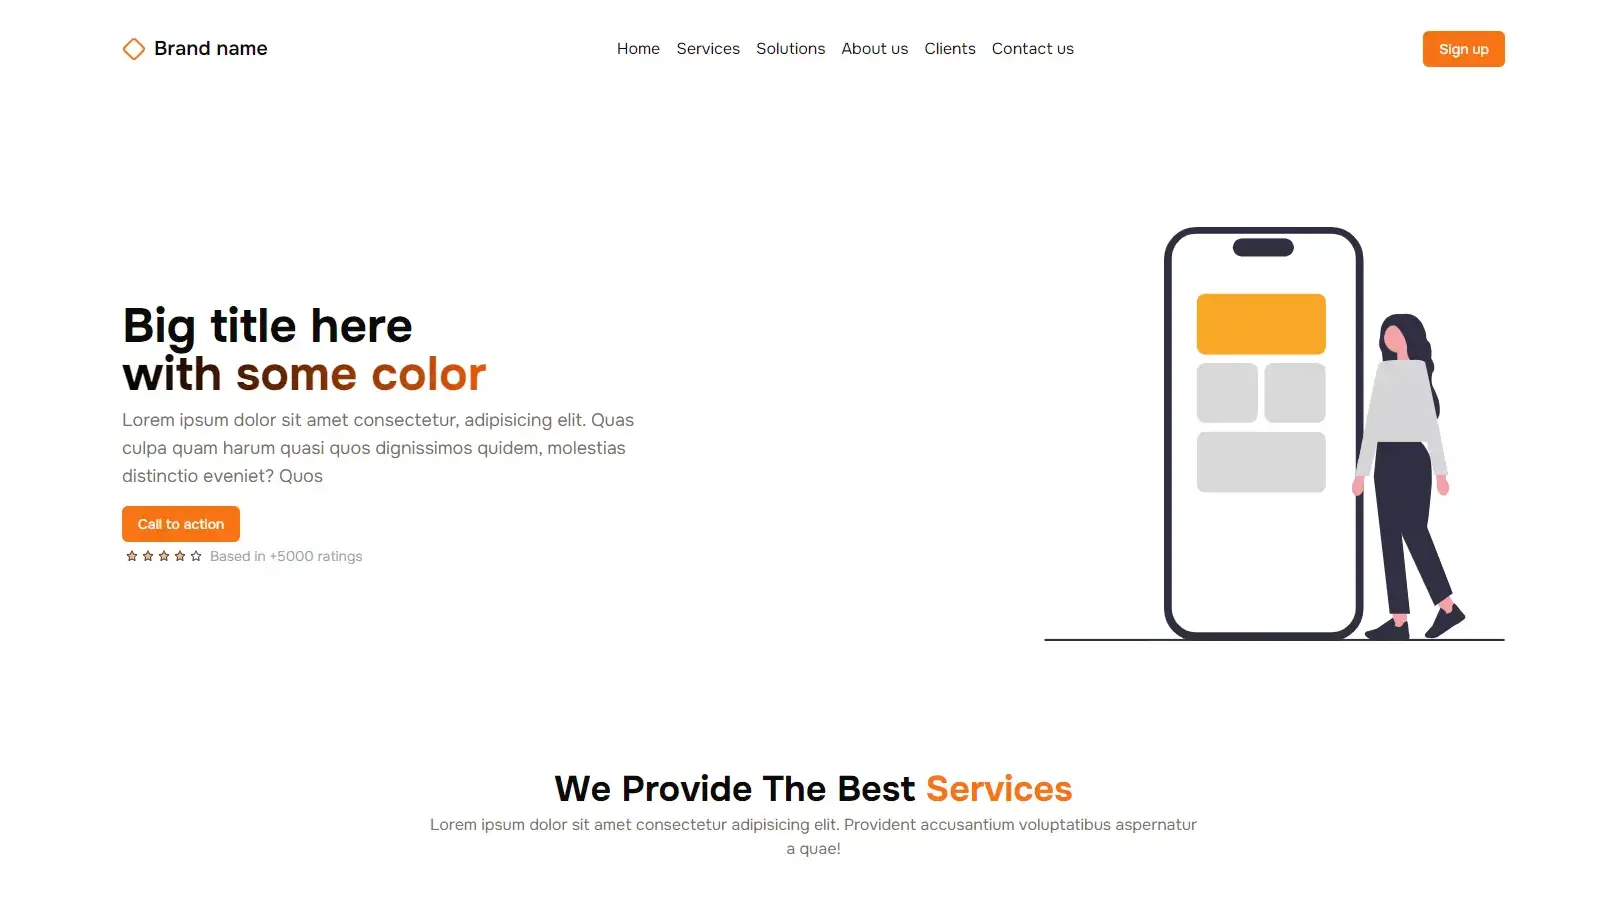 Brand name
Home Services Solutions About us Clients Contact us
Sign up
Big title here
with some color
Lorem ipsum dolor sit amet consectetur, adipisicing elit. Quas
culpa quam harum quasi quos dignissimos quidem, molestias
distinctio eveniet? Quos
Call to action
Based in +5000 ratings
We Provide The Best Services
Lorem ipsum dolor sit amet consectetur adipisicing elit. Provident accusantium voluptatibus aspernatur
a quae!